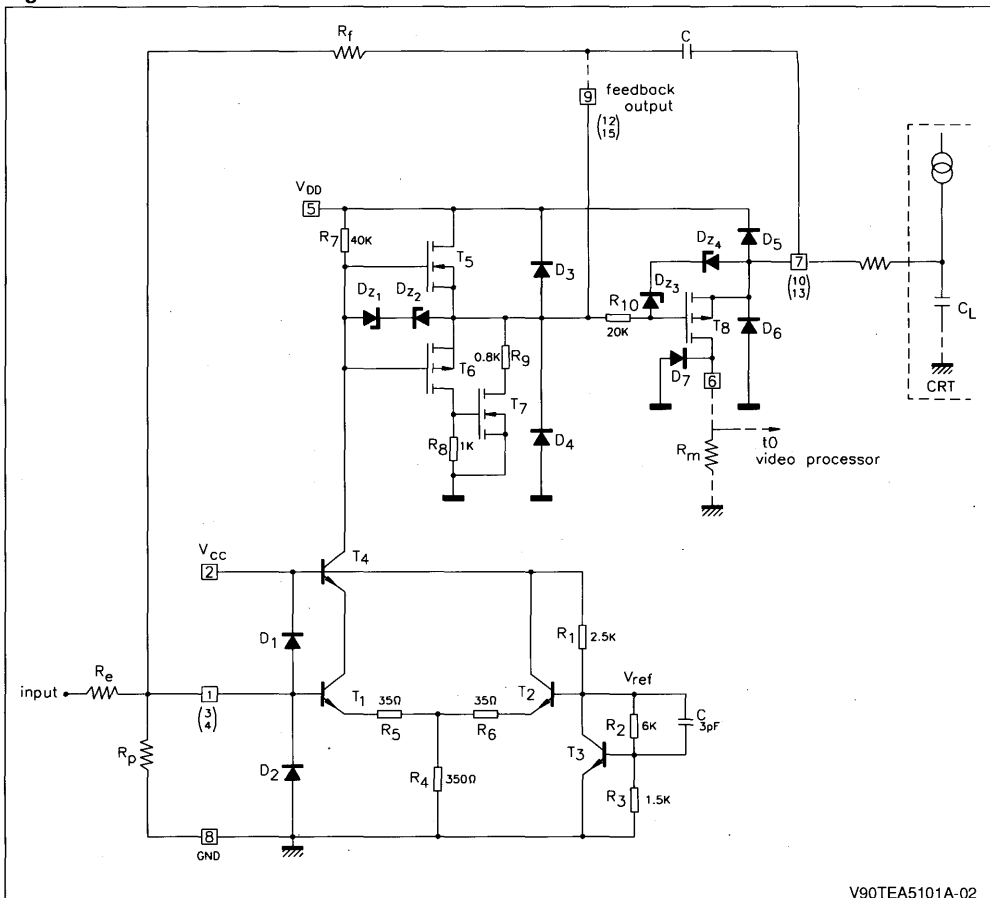 Rf
C
9
feedback
output
(12
15)
VDD
5
R7
40K
T5
Dz1
Dz2
D3
Dz4
D5
7
(10
13)
Dz3
R10
20K
T8
D6
CL
CRT
T6
0.8K
R9
D7
6
T7
R8
1K
D4
Rm
to
video processor
VCC
2
T4
D1
R1
2.5K
Vref
input
Re
1
(3
4)
T1
35Ω
R5
35Ω
R6
T2
R2
6K
C
3pF
T3
Rp
D2
R4
350Ω
R3
1.5K
8
GND
V90TEA5101A-02